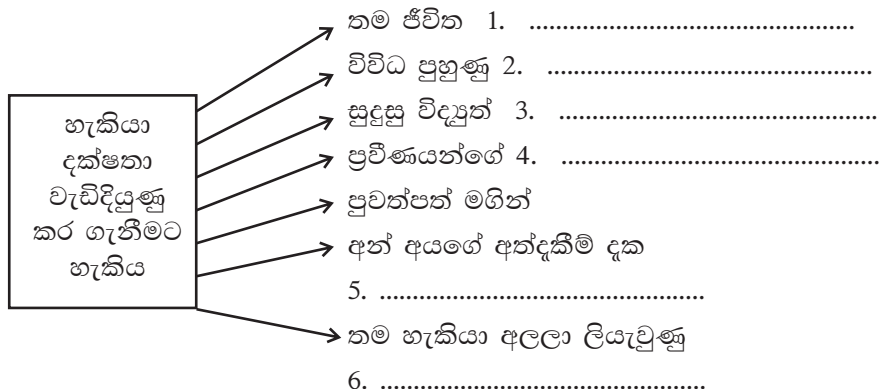 තම ජීවිත 1. ..................................................
විවිධ පුහුණු 2. ..................................................
සුදුසු විද්‍යුත් 3. .................................................
ප්‍රවීණයන්ගේ 4. .................................................
පුවත්පත් මගින්
අන් අයගේ අත්දැකීම් දැක
5. ..................................................
තම හැකියා අලලා ලියැවුණු
6. ..................................................
හැකියා
දක්ෂතා
වැඩිදියුණු
කර ගැනීමට
හැකිය